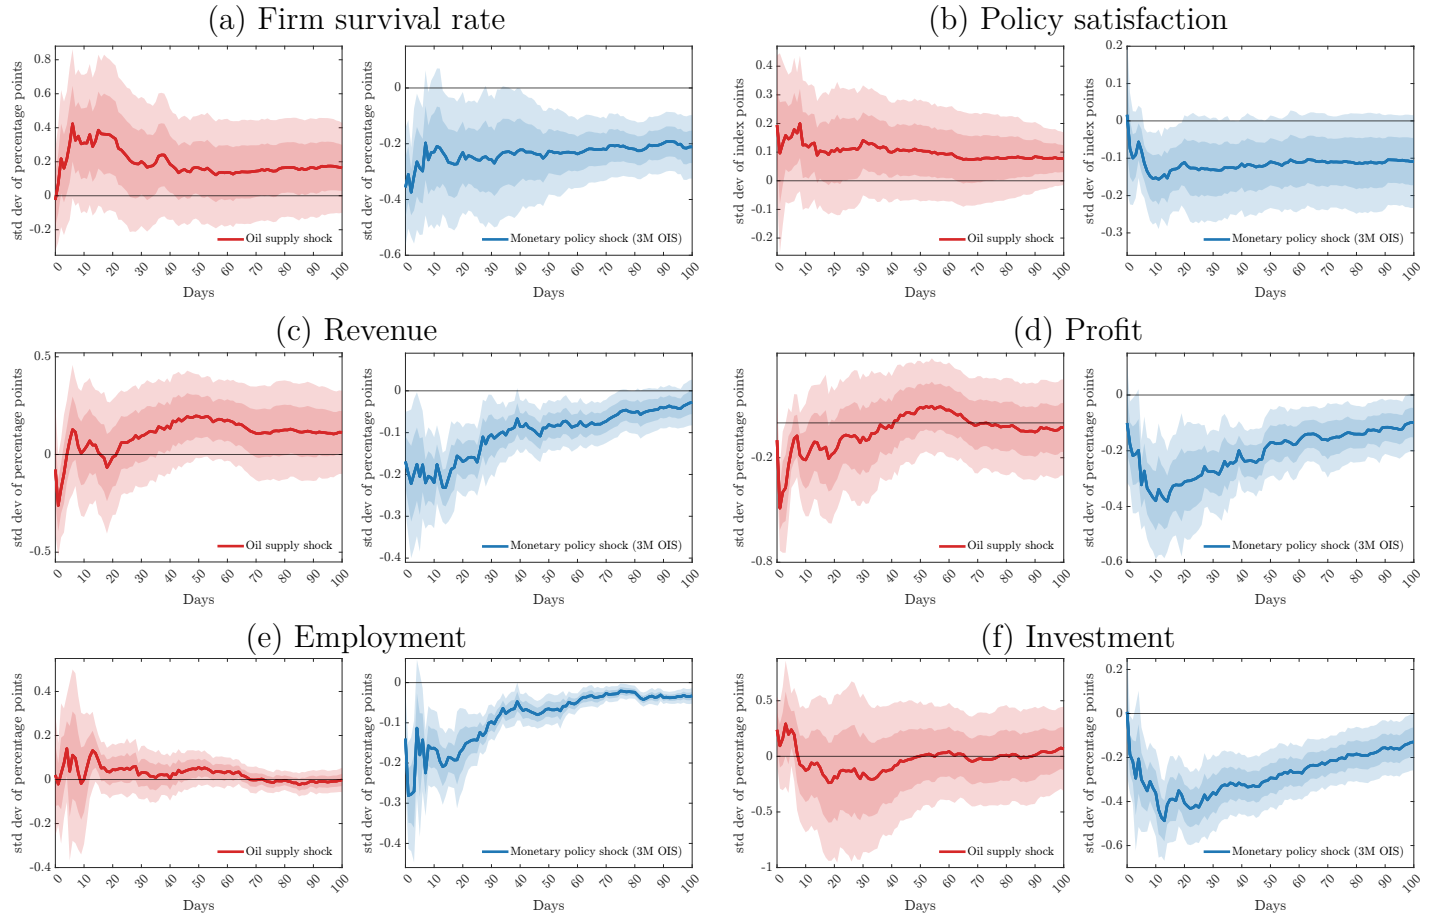 (a) Firm survival rate
std dev of percentage points
0.8
0.6
0.4
0.2
0
-0.2
Oil supply shock
0 10 20 30 40 50 60 70 80 90 100
Days
std dev of percentage points
0
-0.2
-0.4
-0.6
Monetary policy shock (3M OIS)
0 10 20 30 40 50 60 70 80 90 100
Days
(b) Policy satisfaction
std dev of index points
0.4
0.3
0.2
0.1
0
-0.1
-0.2
Oil supply shock
0 10 20 30 40 50 60 70 80 90 100
Days
std dev of index points
0.2
0.1
0
-0.1
-0.2
-0.3
Monetary policy shock (3M OIS)
0 10 20 30 40 50 60 70 80 90 100
Days
(c) Revenue
std dev of percentage points
0.5
0
-0.5
Oil supply shock
0 10 20 30 40 50 60 70 80 90 100
Days
std dev of percentage points
0
-0.1
-0.2
-0.3
-0.4
Monetary policy shock (3M OIS)
0 10 20 30 40 50 60 70 80 90 100
Days
(d) Profit
std dev of percentage points
-0.2
-0.8
Oil supply shock
0 10 20 30 40 50 60 70 80 90 100
Days
std dev of percentage points
0
-0.2
-0.4
-0.6
Monetary policy shock (3M OIS)
0 10 20 30 40 50 60 70 80 90 100
Days
(e) Employment
std dev of percentage points
0.4
0.2
0
-0.2
-0.4
Oil supply shock
0 10 20 30 40 50 60 70 80 90 100
Days
std dev of percentage points
0
-0.1
-0.2
-0.3
-0.4
Monetary policy shock (3M OIS)
0 10 20 30 40 50 60 70 80 90 100
Days
(f) Investment
std dev of percentage points
0.5
0
-0.5
-1
Oil supply shock
0 10 20 30 40 50 60 70 80 90 100
Days
std dev of percentage points
0.2
0
-0.2
-0.4
-0.6
Monetary policy shock (3M OIS)
0 10 20 30 40 50 60 70 80 90 100
Days